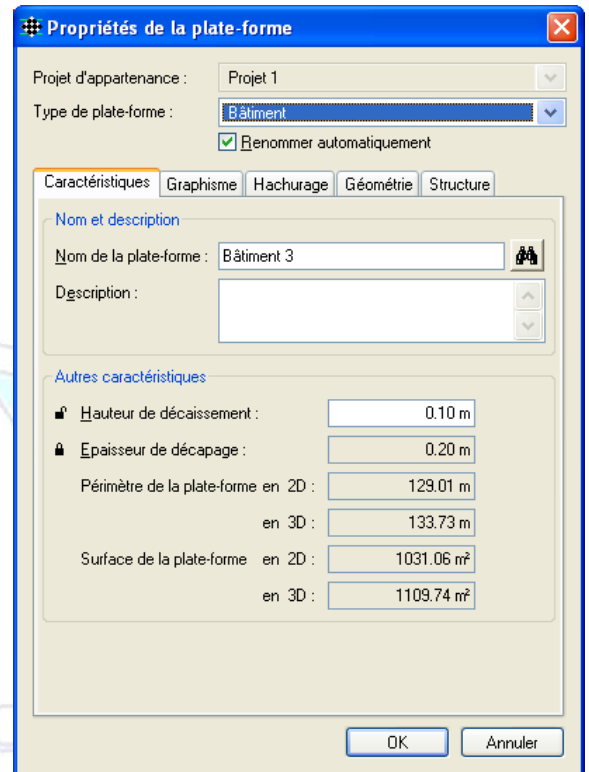 Propriétés de la plate-forme
Projet d'appartenance : Projet 1
Type de plate-forme : Bâtiment
Renommer automatiquement
Caractéristiques Graphisme Hachurage Géométrie Structure
Nom et description
Nom de la plate-forme : Bâtiment 3
Description :
Autres caractéristiques
Hauteur de décaissement : 0.10 m
Epaisseur de décapage : 0.20 m
Périmètre de la plate-forme en 2D : 129.01 m
en 3D : 133.73 m
Surface de la plate-forme en 2D : 1031.06 m²
en 3D : 1109.74 m²
OK Annuler